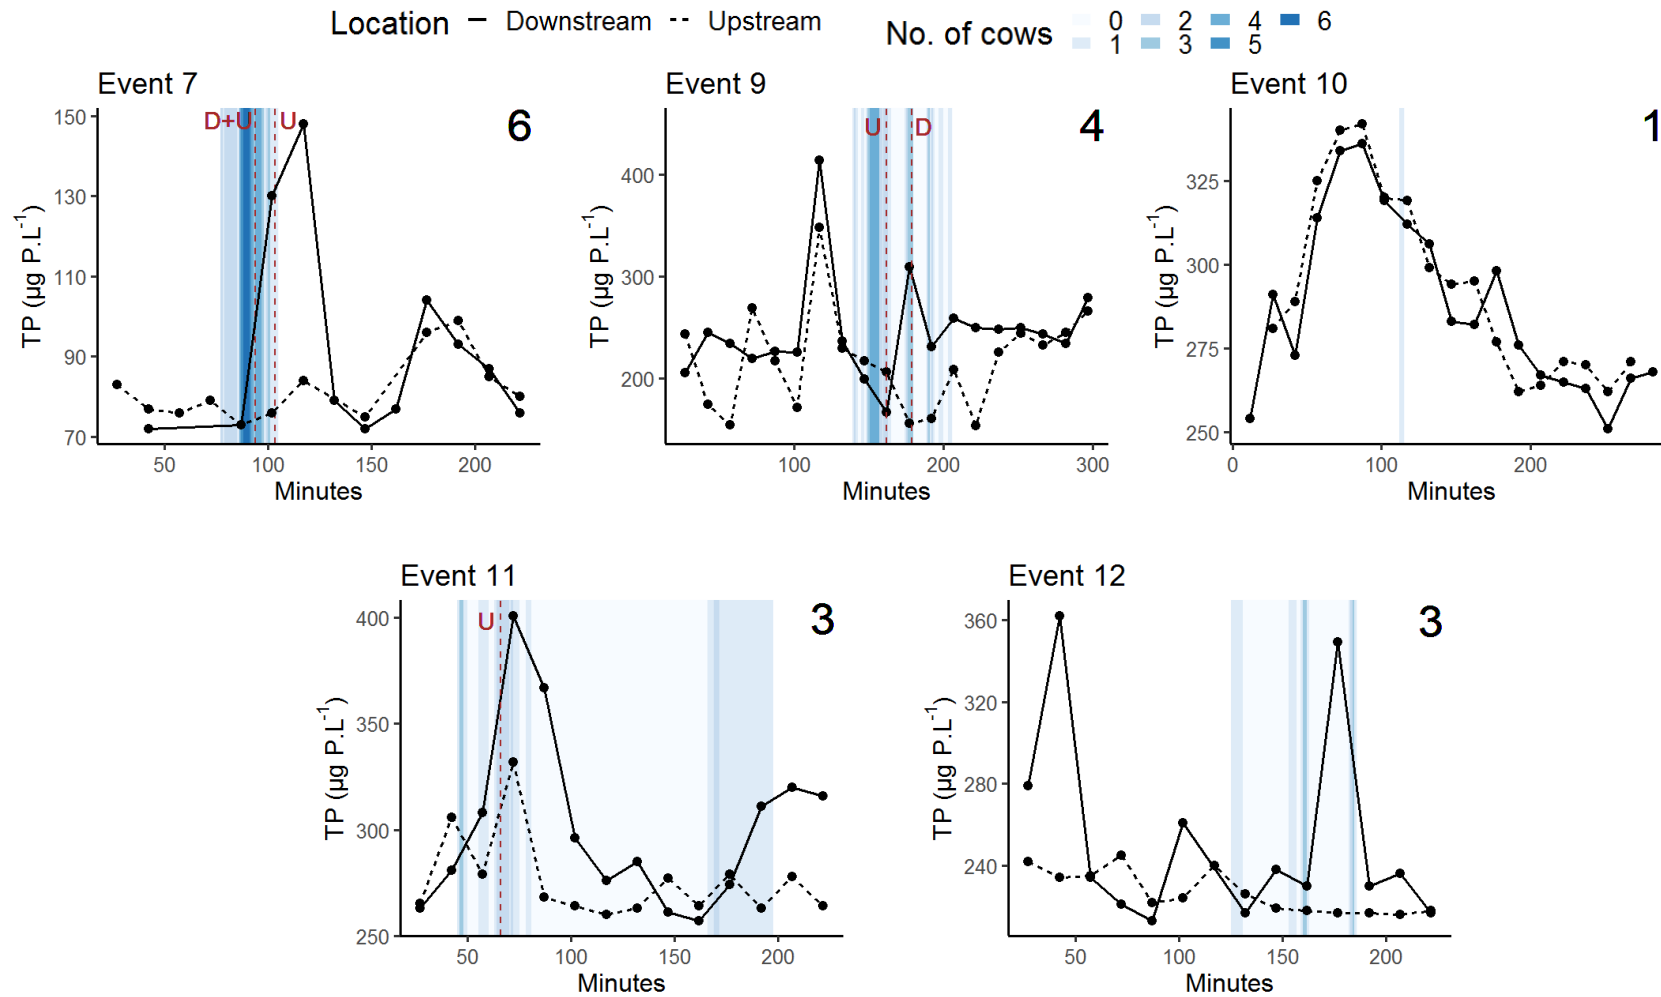 Location Downstream Upstream No. of cows 0 2 4 6
1 3 5
Event 7
D+U U 6
150
130
110
90
70
TP (µg P.L⁻¹)
50 100 150 200
Minutes
Event 9
U D 4
400
300
200
TP (µg P.L⁻¹)
100 200 300
Minutes
Event 10
1
325
300
275
250
TP (µg P.L⁻¹)
0 100 200
Minutes
Event 11
U 3
400
350
300
250
TP (µg P.L⁻¹)
50 100 150 200
Minutes
Event 12
3
360
320
280
240
TP (µg P.L⁻¹)
50 100 150 200
Minutes